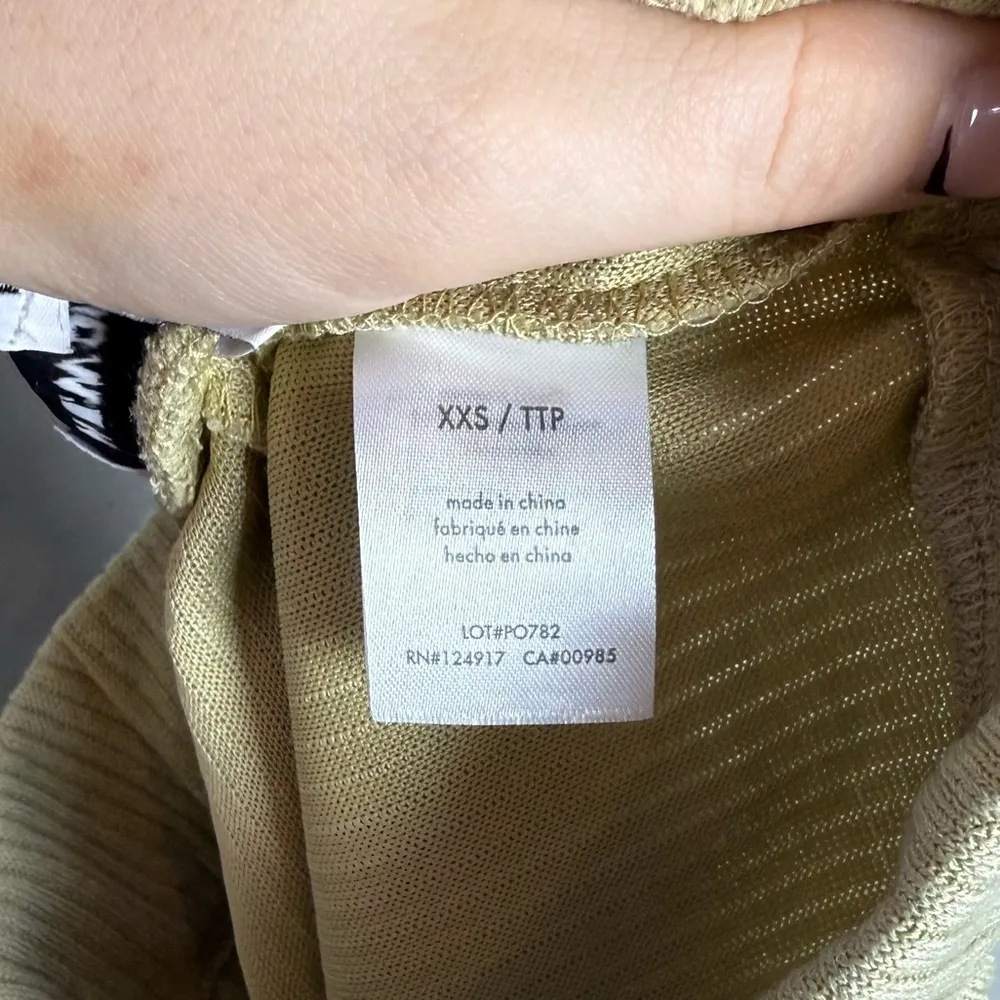 XXS / TTP
made in china
fabriqué en chine
hecho en china
LOT#PO782
RN#124917 CA#00985